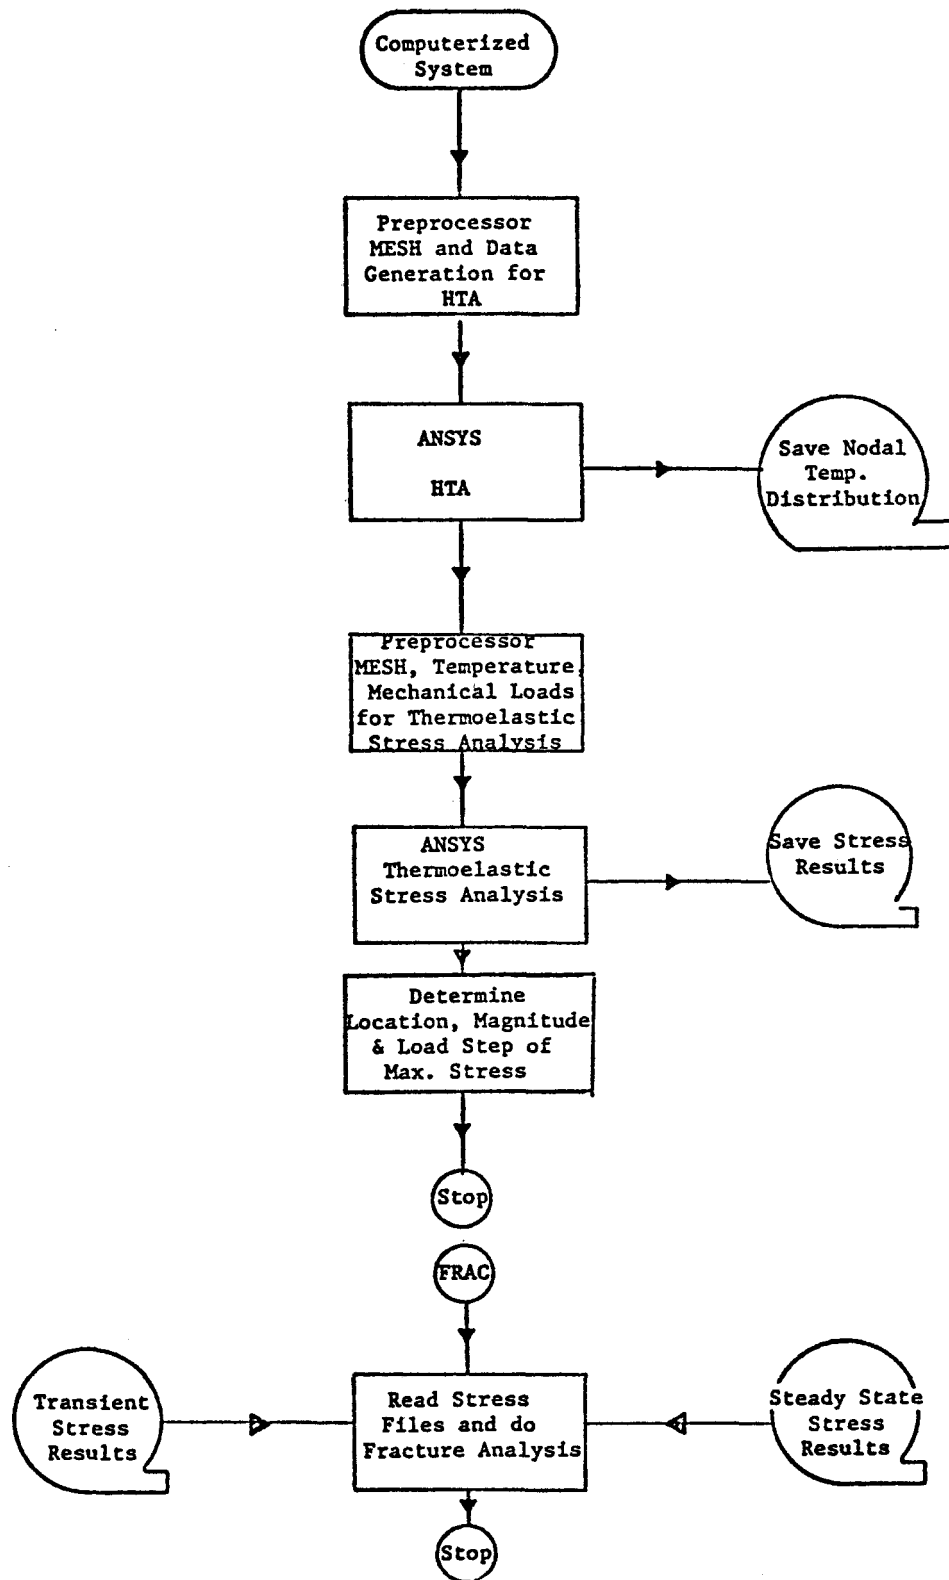 Computerized
System
Preprocessor
MESH and Data
Generation for
HTA
ANSYS
HTA
Save Nodal
Temp.
Distribution
Preprocessor
MESH, Temperature
Mechanical Loads
for Thermoelastic
Stress Analysis
ANSYS
Thermoelastic
Stress Analysis
Save Stress
Results
Determine
Location, Magnitude
& Load Step of
Max. Stress
Stop
FRAC
Transient
Stress
Results
Read Stress
Files and do
Fracture Analysis
Steady State
Stress
Results
Stop